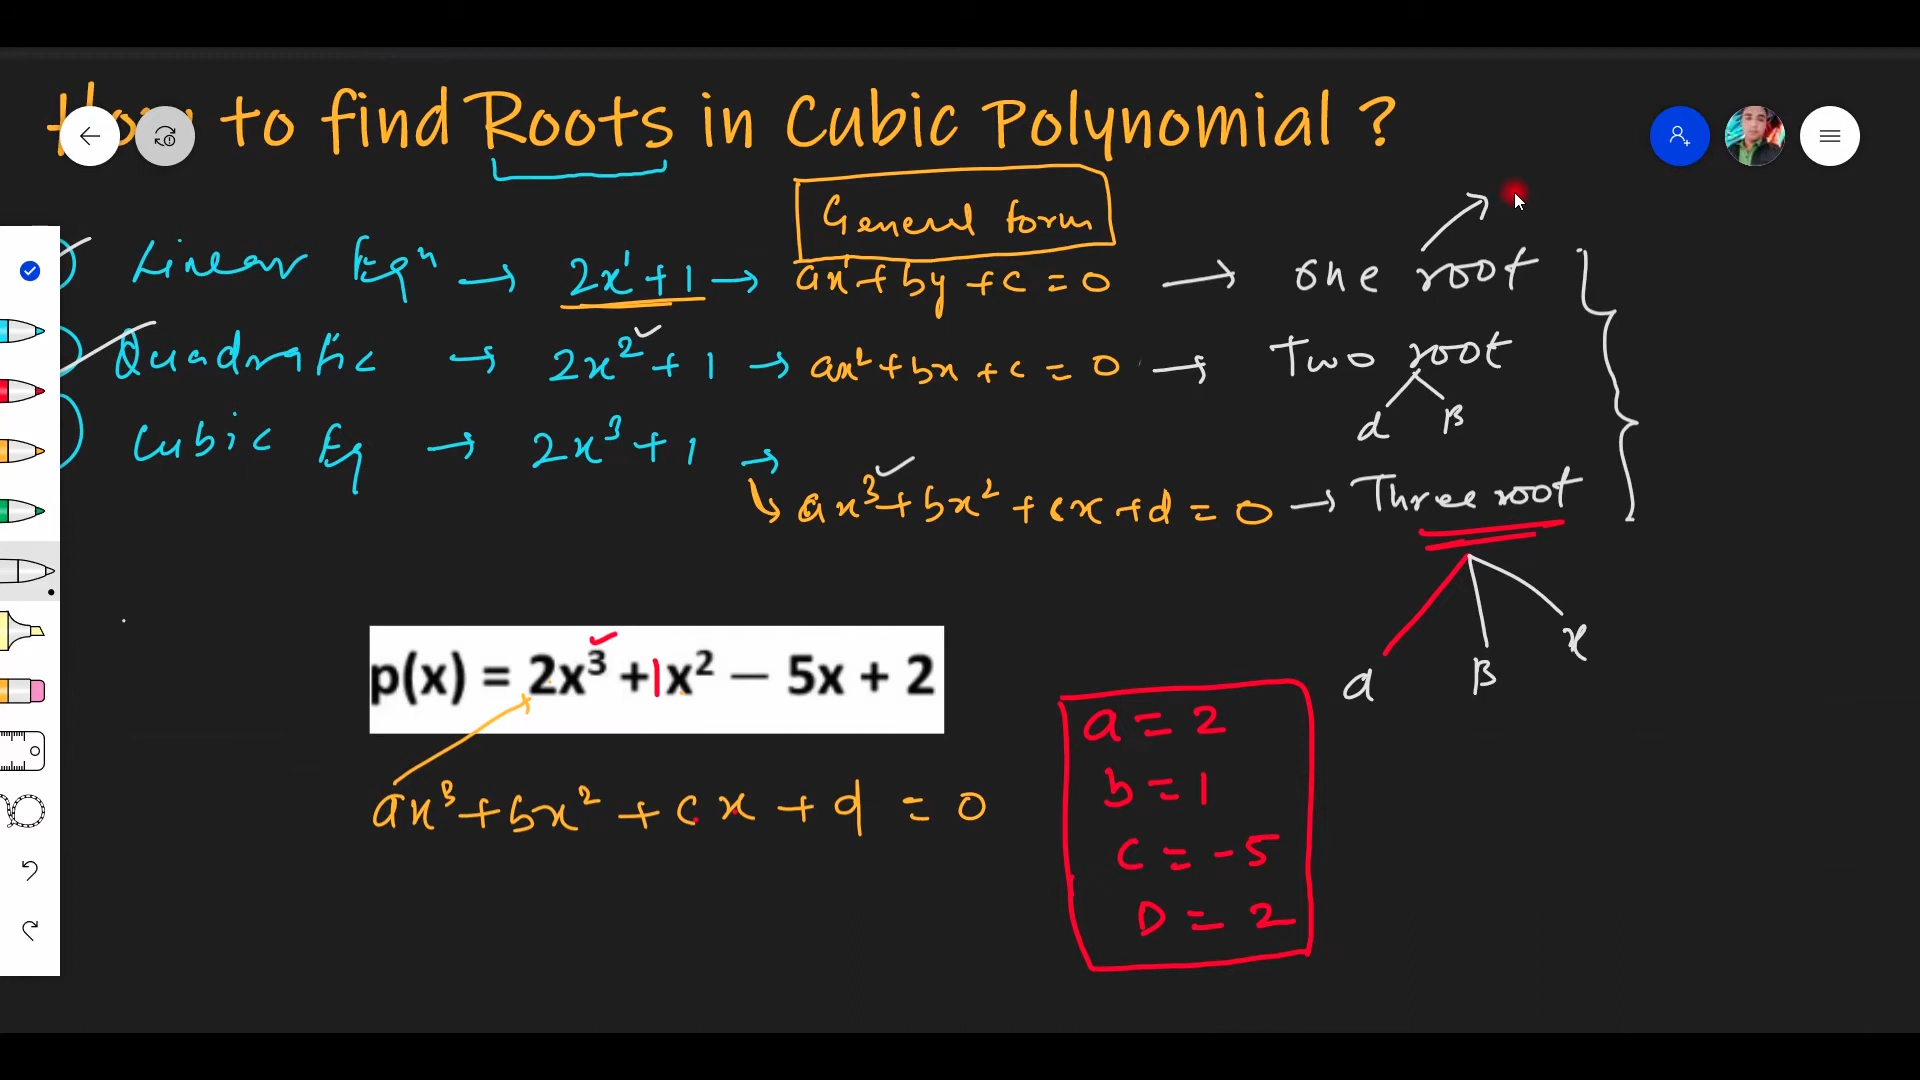 How to find Roots in Cubic Polynomial ?
General form
Linear Eqⁿ → 2x¹+1 → ax¹+by+c=0 → one root
Quadratic → 2x²+1 → ax²+bx+c=0 → Two root
α β
Cubic Eq → 2x³+1 →
↳ ax³+bx²+cx+d=0 → Three root
α β x
p(x) = 2x³ +1x² − 5x + 2
ax³+bx²+cx+d=0
a=2
b=1
c=-5
D=2